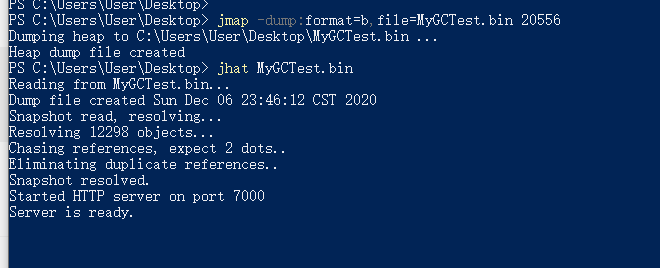 PS C:\Users\User\Desktop>
PS C:\Users\User\Desktop> jmap -dump:format=b,file=MyGCTest.bin 20556
Dumping heap to C:\Users\User\Desktop\MyGCTest.bin ...
Heap dump file created
PS C:\Users\User\Desktop> jhat MyGCTest.bin
Reading from MyGCTest.bin...
Dump file created Sun Dec 06 23:46:12 CST 2020
Snapshot read, resolving...
Resolving 12298 objects...
Chasing references, expect 2 dots..
Eliminating duplicate references..
Snapshot resolved.
Started HTTP server on port 7000
Server is ready.